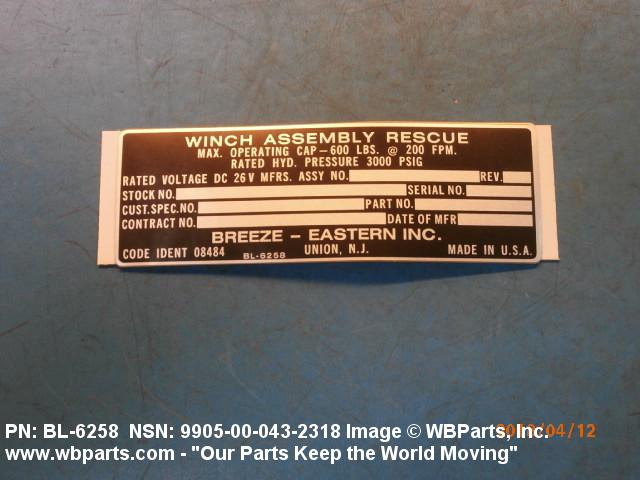 WINCH ASSEMBLY RESCUE
MAX. OPERATING CAP-600 LBS. @ 200 FPM.
RATED HYD. PRESSURE 3000 PSIG
RATED VOLTAGE DC 26V MFRS. ASSY NO. REV.
STOCK NO. SERIAL NO.
CUST.SPEC.NO. PART NO.
CONTRACT NO. DATE OF MFR
BREEZE - EASTERN INC.
CODE IDENT 08484 BL-6258 UNION, N.J. MADE IN U.S.A.
PN: BL-6258 NSN: 9905-00-043-2318 Image © WBParts, Inc.
www.wbparts.com - "Our Parts Keep the World Moving"